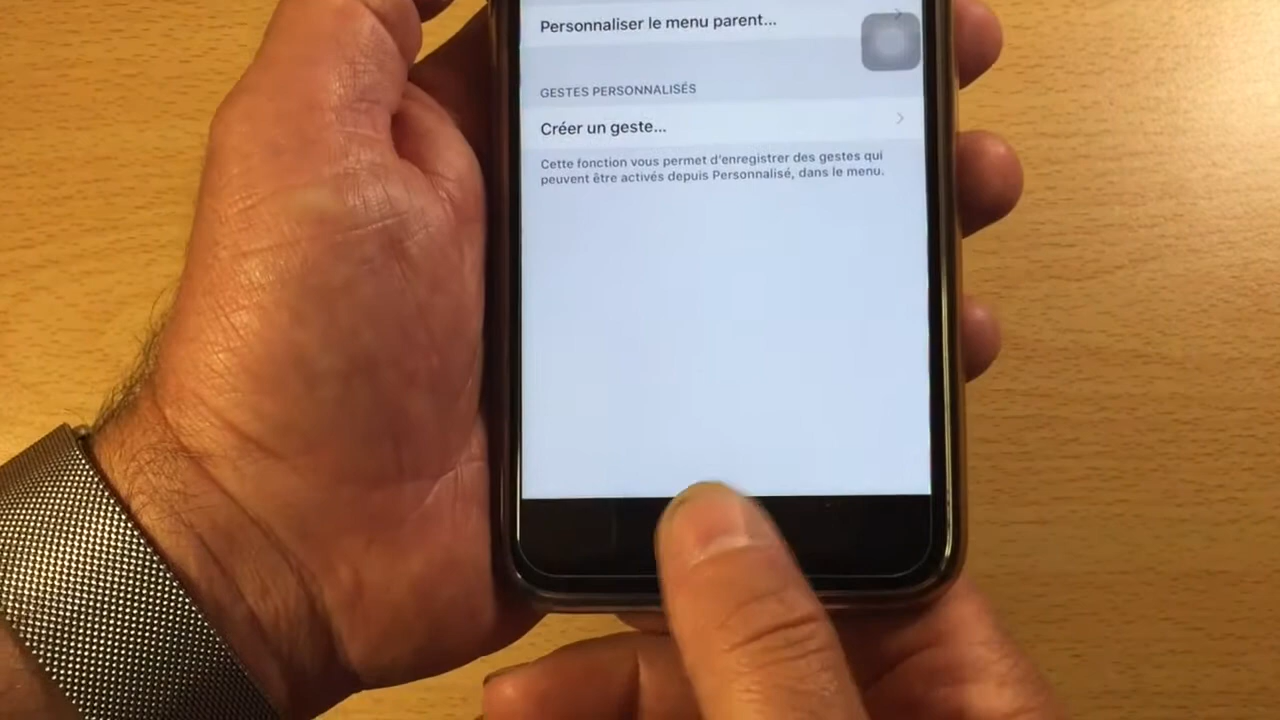 Personnaliser le menu parent...
GESTES PERSONNALISÉS
Créer un geste...
Cette fonction vous permet d'enregistrer des gestes qui
peuvent être activés depuis Personnalisé, dans le menu.